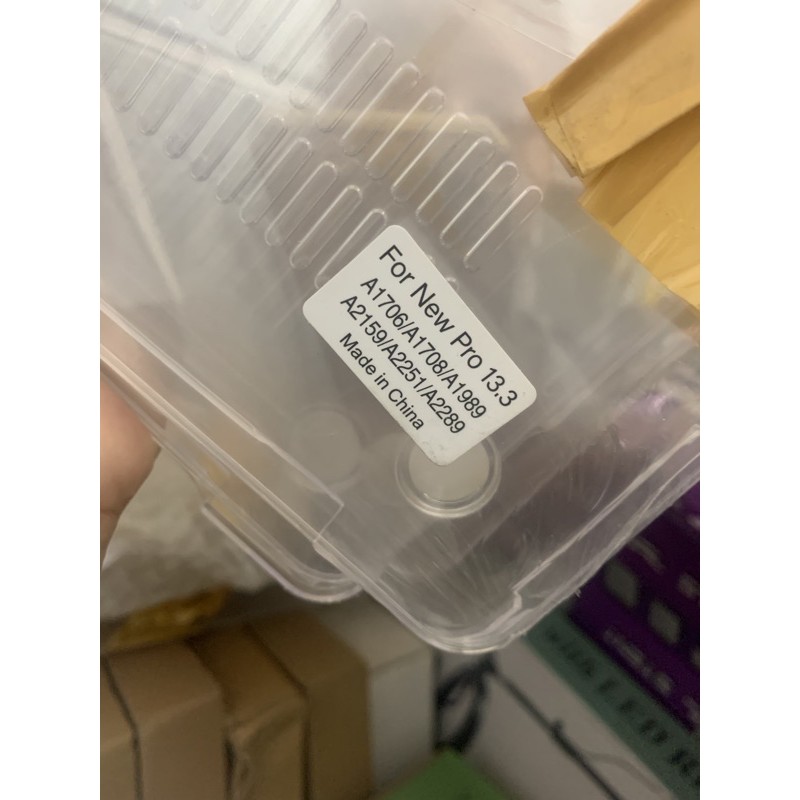 For New Pro 13.3
A1706/A1708/A1989
A2159/A2251/A2289
Made in China